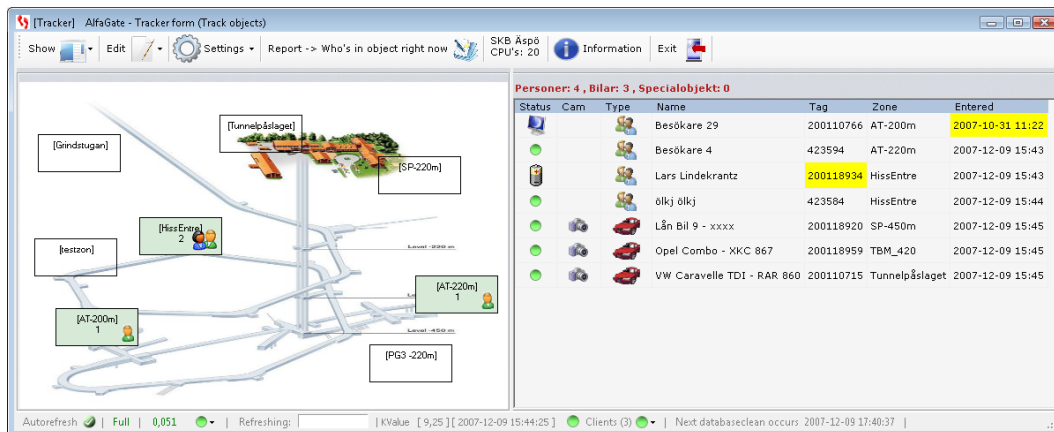 [Tracker] AlfaGate - Tracker form (Track objects)
Show Edit Settings Report -> Who's in object right now SKB Äspö Information Exit
CPU's: 20
Personer: 4 , Bilar: 3 , Specialobjekt: 0
Status Cam Type Name Tag Zone Entered
Besökare 29 200110766 AT-200m 2007-10-31 11:22
Besökare 4 423594 AT-220m 2007-12-09 15:43
Lars Lindekrantz 200118934 HissEntre 2007-12-09 15:43
ölkj ölkj 423584 HissEntre 2007-12-09 15:44
Lån Bil 9 - xxxx 200118920 SP-450m 2007-12-09 15:45
Opel Combo - XKC 867 200118959 TBM_420 2007-12-09 15:45
VW Caravelle TDI - RAR 860 200110715 Tunnelpåslaget 2007-12-09 15:45
[Tunnelpåslaget]
[Grindstugan]
[SP-220m]
[HissEntre]
2
[testzon]
Level -220 m
[AT-220m]
1
[AT-200m]
1
Level -450 m
[PG3 -220m]
Autorefresh | Full | 0,051 | Refreshing: | KValue [ 9,25 ] [ 2007-12-09 15:44:25 ] Clients (3) | Next databaseclean occurs 2007-12-09 17:40:37 |